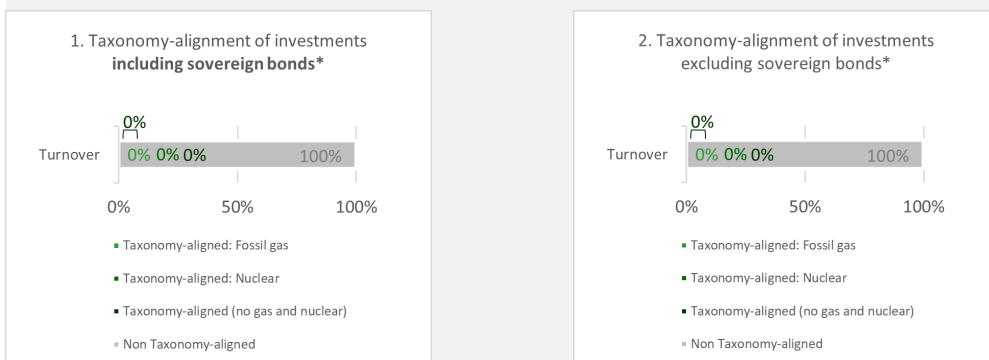 1. Taxonomy-alignment of investments
including sovereign bonds*
0%
Turnover
0% 0% 0% 100%
0% 50% 100%
Taxonomy-aligned: Fossil gas
Taxonomy-aligned: Nuclear
Taxonomy-aligned (no gas and nuclear)
Non Taxonomy-aligned
2. Taxonomy-alignment of investments
excluding sovereign bonds*
0%
Turnover
0% 0% 0% 100%
0% 50% 100%
Taxonomy-aligned: Fossil gas
Taxonomy-aligned: Nuclear
Taxonomy-aligned (no gas and nuclear)
Non Taxonomy-aligned